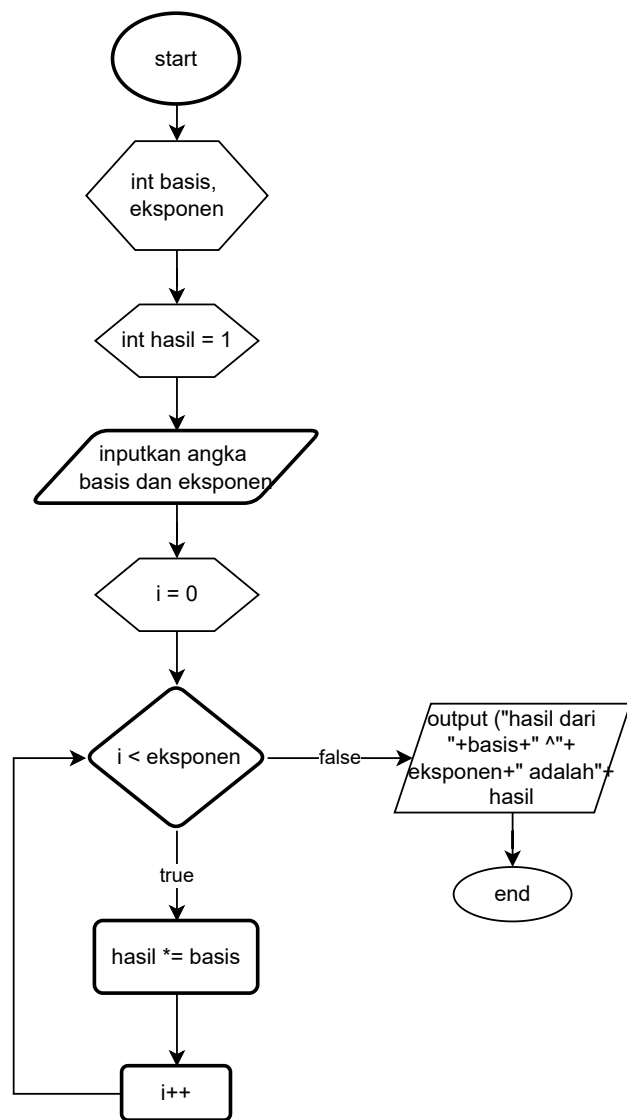 start
int basis,
eksponen
int hasil = 1
inputkan angka
basis dan eksponen
i = 0
i < eksponen
false
output ("hasil dari
"+basis+" ^"+
eksponen+" adalah"+
hasil
end
true
hasil *= basis
i++